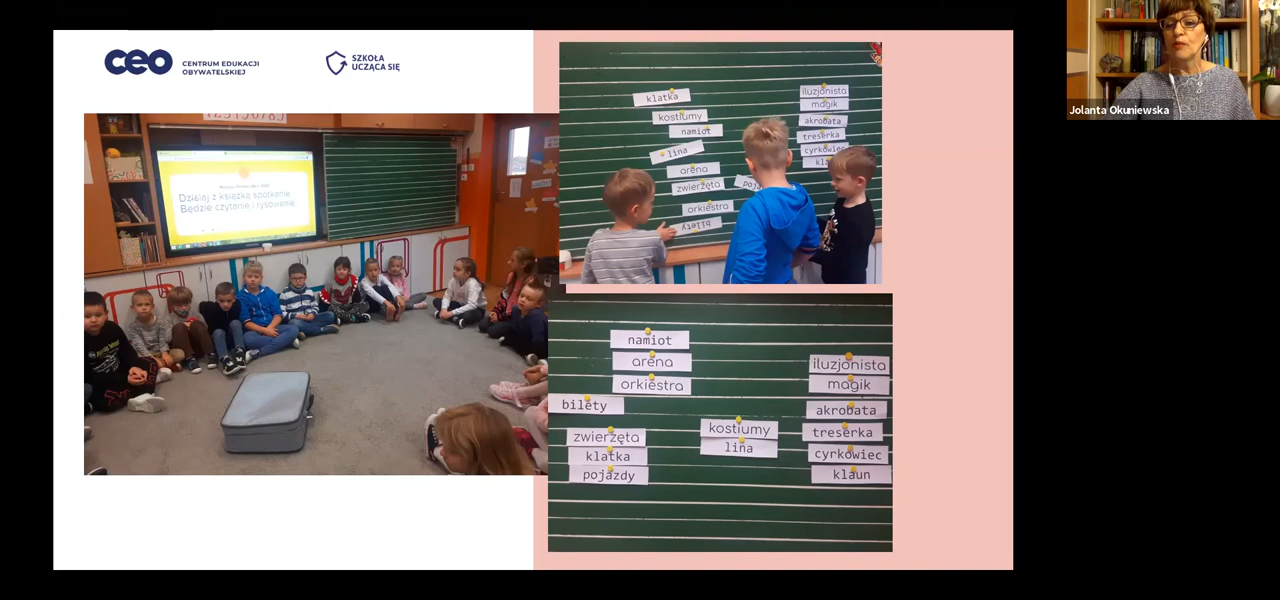 ceo
CENTRUM EDUKACJI
OBYWATELSKIEJ
SZKOŁA
UCZĄCA SIĘ
Dzisiaj z książką spotkanie.
Będzie czytanie i rysowanie.
klatka
kostiumy
namiot
lina
arena
zwierzęta
orkiestra
bilety
iluzjonista
magik
akrobata
treserka
namiot
arena
orkiestra
bilety
zwierzęta
klatka
pojazdy
kostiumy
lina
iluzjonista
magik
akrobata
treserka
cyrkowiec
klaun
Jolanta Okuniewska